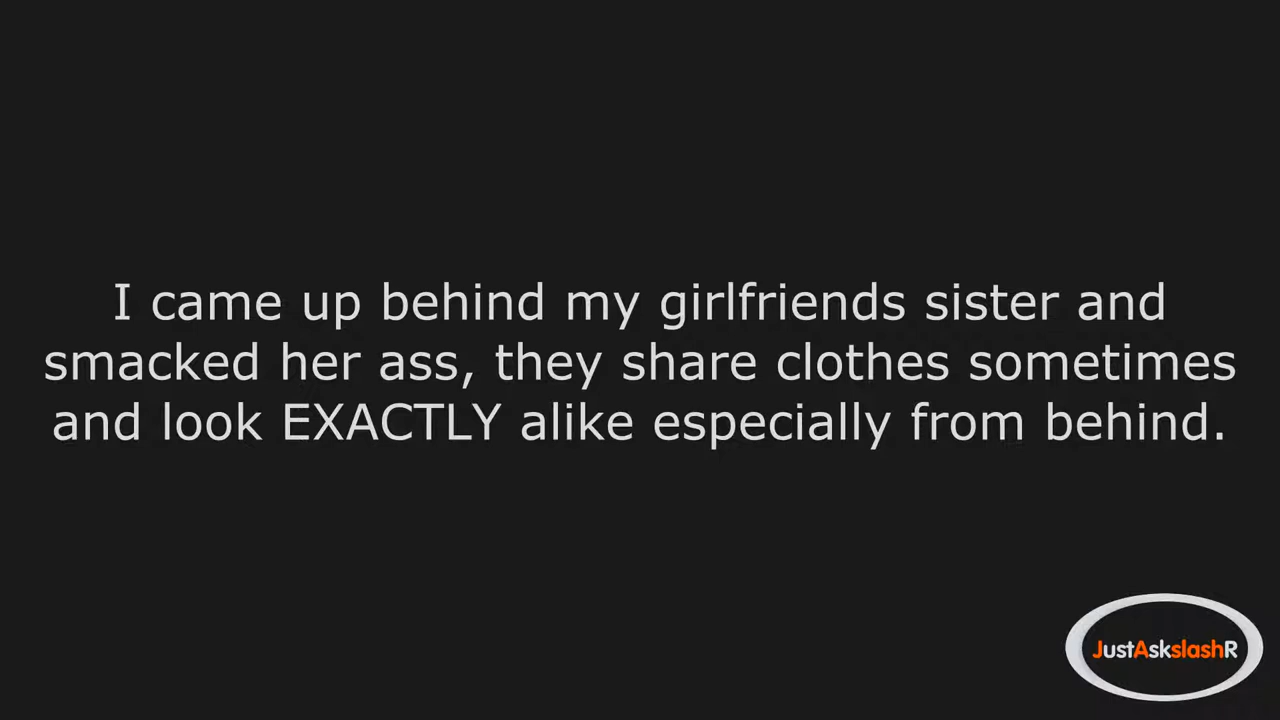 I came up behind my girlfriends sister and
smacked her ass, they share clothes sometimes
and look EXACTLY alike especially from behind.
JustAskslashR